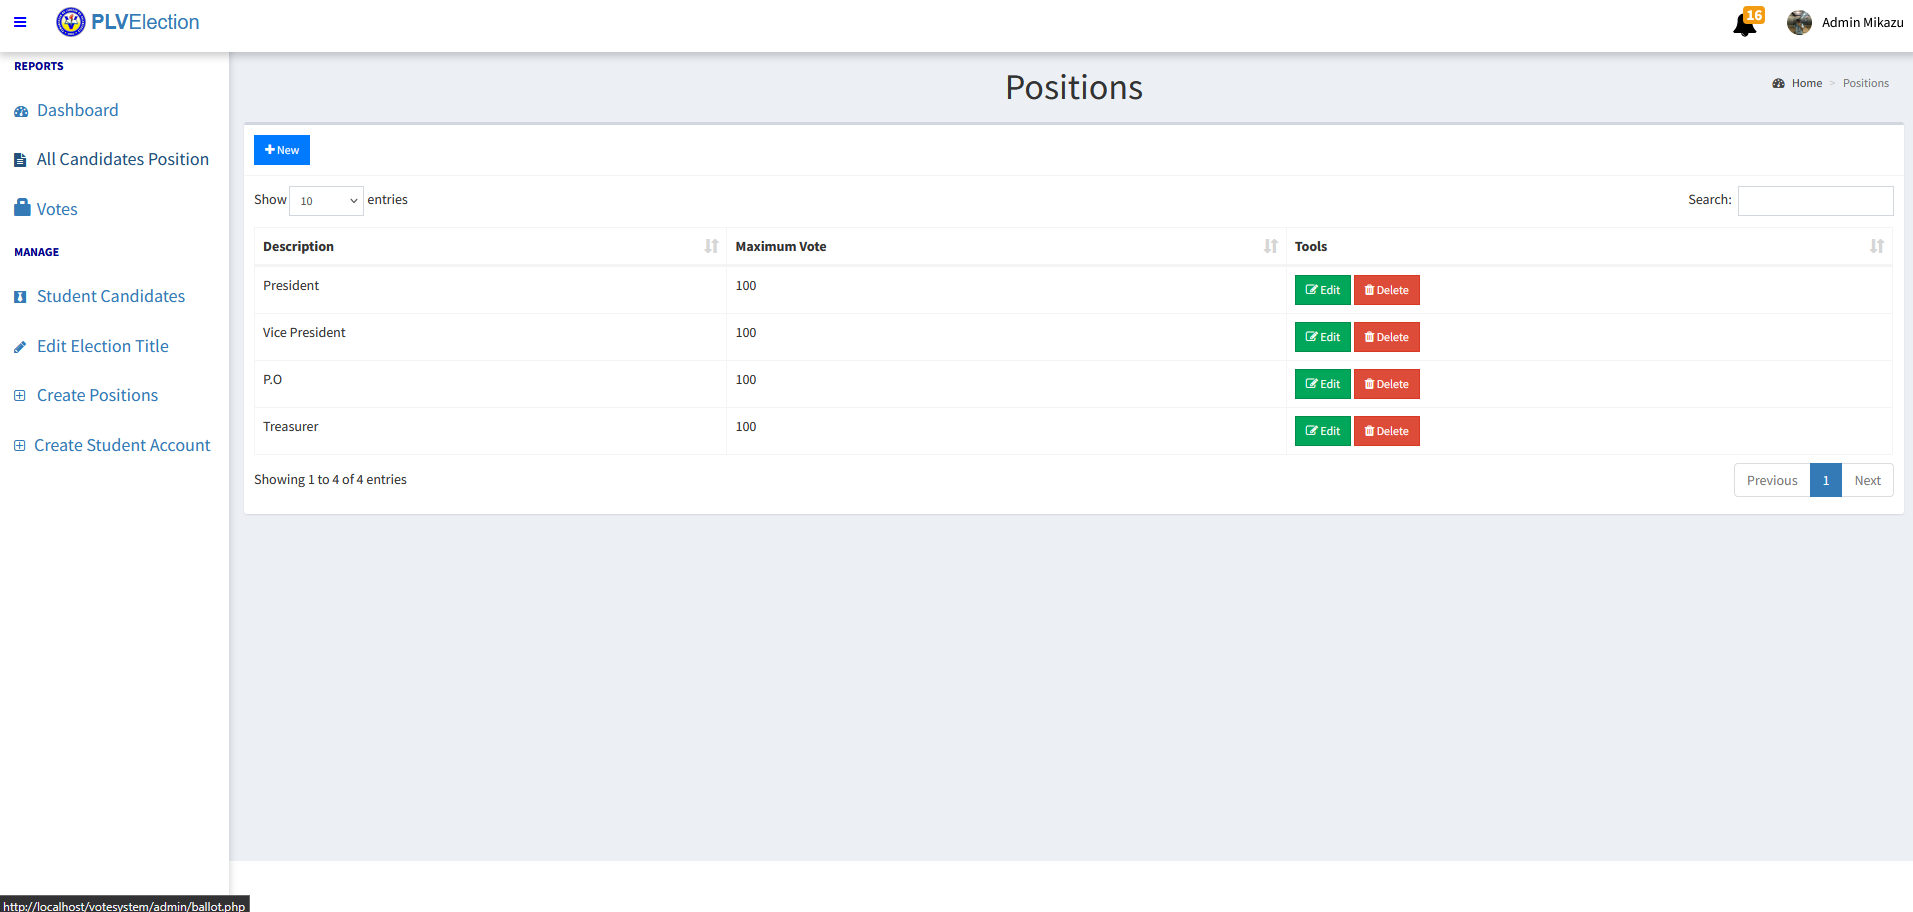 PLVElection
16
Admin Mikazu
REPORTS
Dashboard
All Candidates Position
Votes
MANAGE
Student Candidates
Edit Election Title
Create Positions
Create Student Account
Positions
Home > Positions
New
Show 10 entries
Search:
Description Maximum Vote Tools
President 100 Edit Delete
Vice President 100 Edit Delete
P.O 100 Edit Delete
Treasurer 100 Edit Delete
Showing 1 to 4 of 4 entries
Previous 1 Next
http://localhost/votesystem/admin/ballot.php